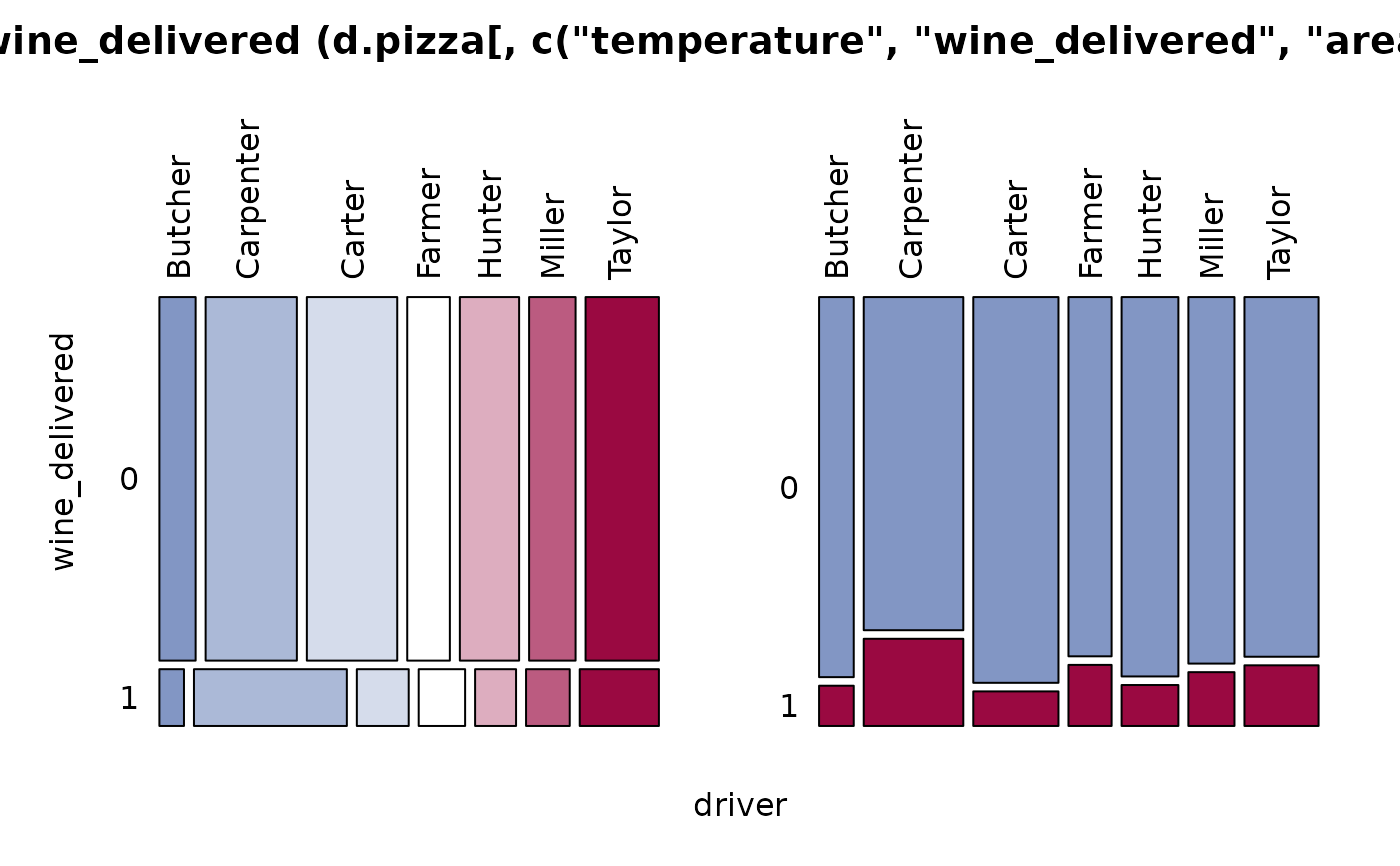 wine_delivered (d.pizza[, c("temperature", "wine_delivered", "area
Butcher Carpenter Carter Farmer Hunter Miller Taylor
Butcher Carpenter Carter Farmer Hunter Miller Taylor
wine_delivered
0
1
0
1
driver